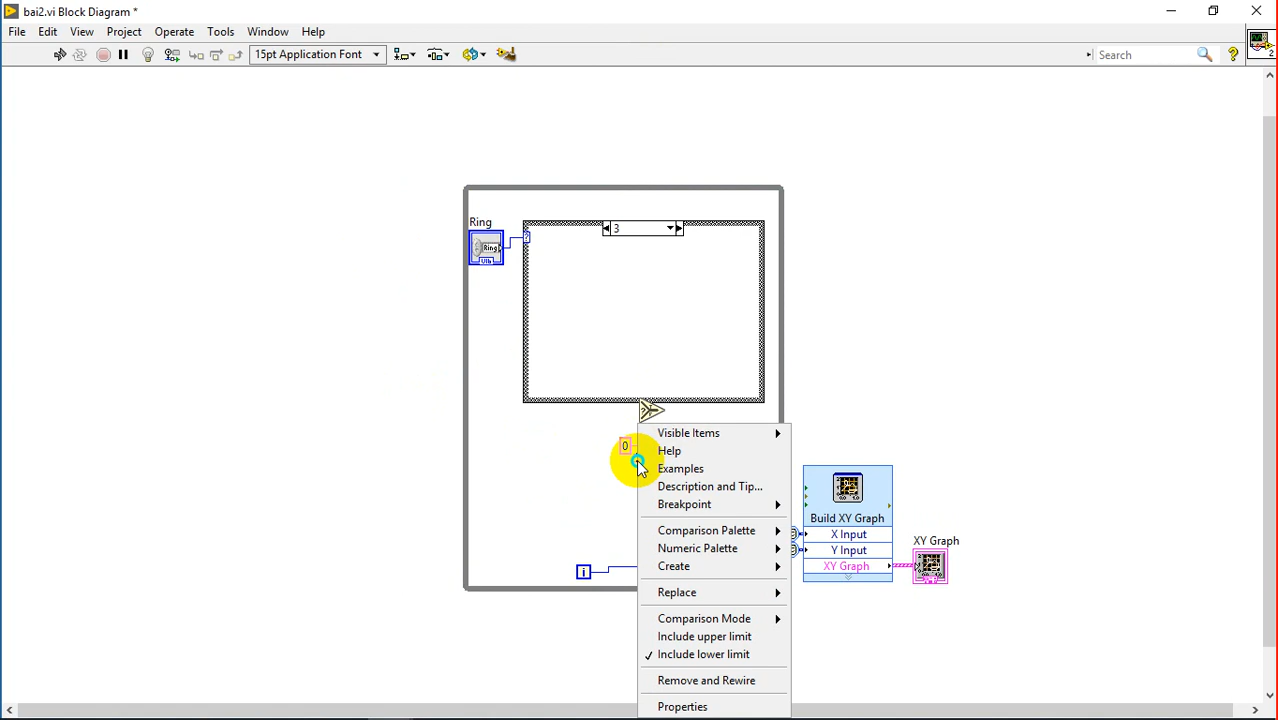 bai2.vi Block Diagram *
File Edit View Project Operate Tools Window Help
15pt Application Font
Search
?
2
Ring
3
Ring
?
0
Visible Items
Help
Examples
Description and Tip...
Breakpoint
Comparison Palette
Numeric Palette
Create
Replace
Comparison Mode
Include upper limit
Include lower limit
Remove and Rewire
Properties
i
Build XY Graph
X Input
Y Input
XY Graph
XY Graph